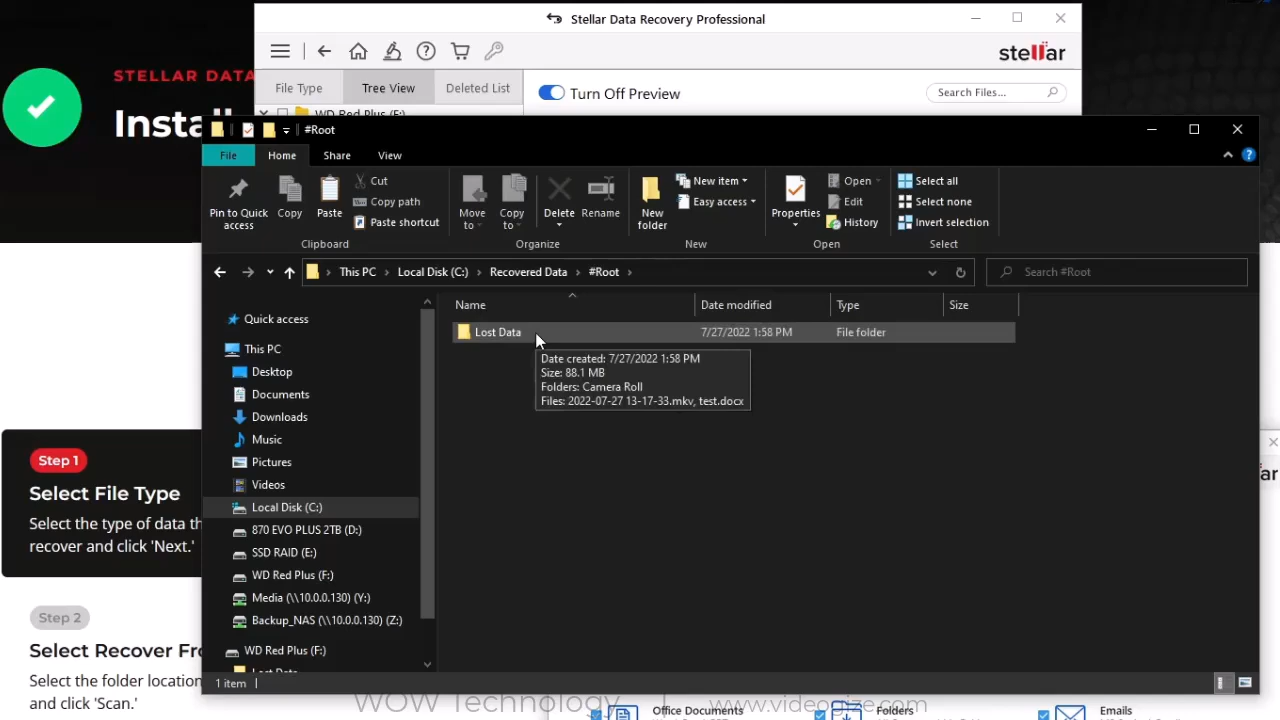 Stellar Data Recovery Professional
stellar
File Type
Tree View
Deleted List
Turn Off Preview
Search Files...
WD Red Plus (F:)
STELLAR DATA
Install
#Root
File
Home
Share
View
Pin to Quick access
Copy
Paste
Cut
Copy path
Paste shortcut
Clipboard
Move to
Copy to
Delete
Rename
Organize
New folder
New item
Easy access
New
Properties
Open
Edit
History
Open
Select all
Select none
Invert selection
Select
This PC > Local Disk (C:) > Recovered Data > #Root >
Search #Root
Name
Date modified
Type
Size
Lost Data
7/27/2022 1:58 PM
File folder
Date created: 7/27/2022 1:58 PM
Size: 88.1 MB
Folders: Camera Roll
Files: 2022-07-27 13-17-33.mkv, test.docx
Quick access
This PC
Desktop
Documents
Downloads
Music
Pictures
Videos
Local Disk (C:)
870 EVO PLUS 2TB (D:)
SSD RAID (E:)
WD Red Plus (F:)
Media (\\10.0.0.130) (Y:)
Backup_NAS (\\10.0.0.130) (Z:)
WD Red Plus (F:)
Lost Data
1 item
Step 1
Select File Type
Select the type of data th
recover and click 'Next.'
Step 2
Select Recover Fr
Select the folder location
and click 'Scan.'
ar
WOW Technology
www.videogize.com
Office Documents
Folders
Emails